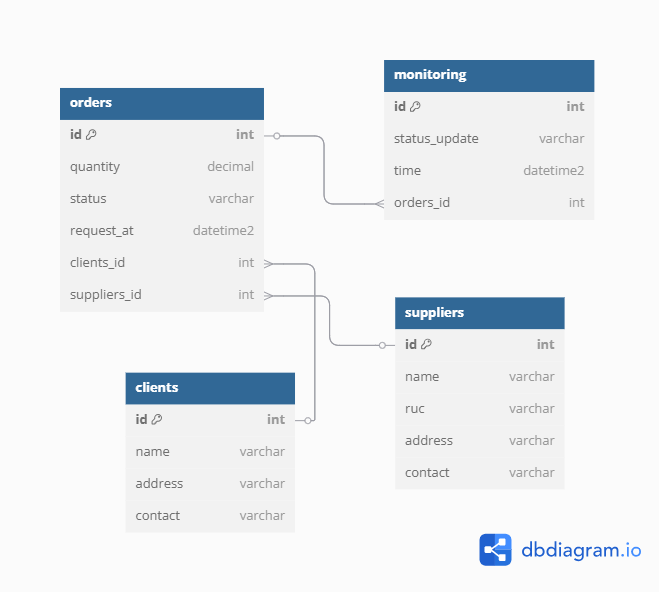 orders
id int
quantity decimal
status varchar
request_at datetime2
clients_id int
suppliers_id int
monitoring
id int
status_update varchar
time datetime2
orders_id int
clients
id int
name varchar
address varchar
contact varchar
suppliers
id int
name varchar
ruc varchar
address varchar
contact varchar
dbdiagram.io